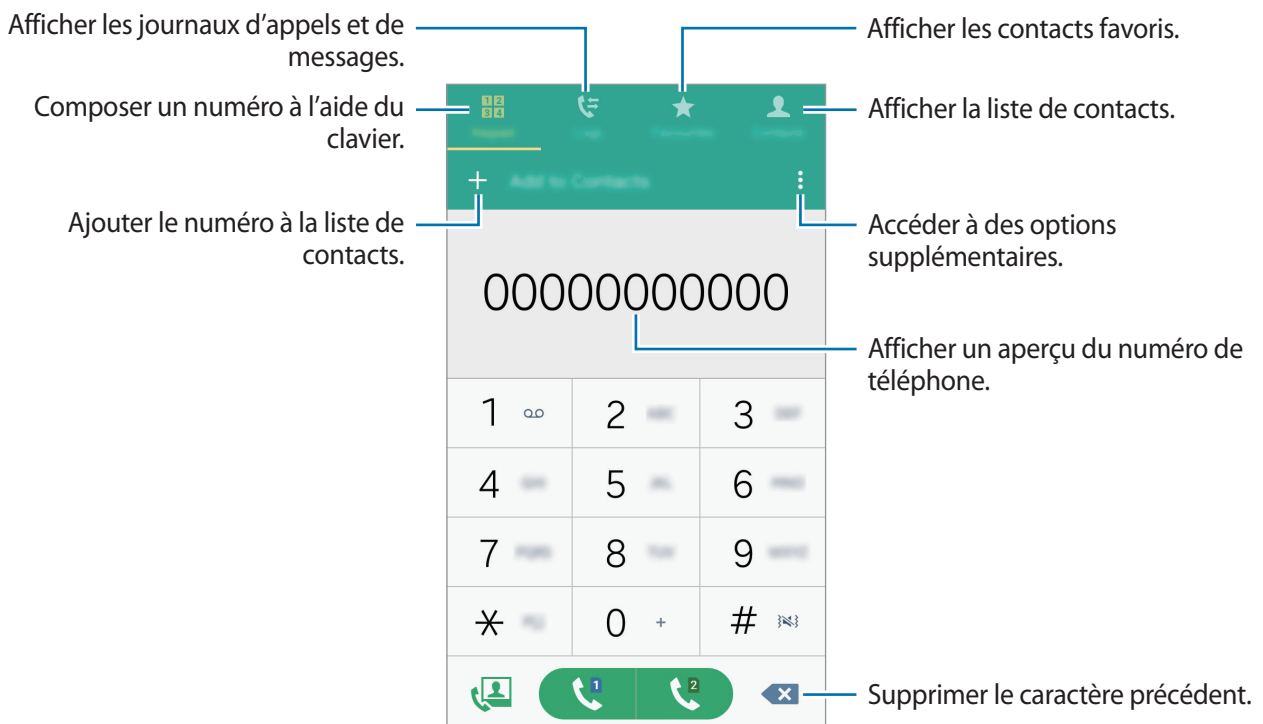 Afficher les journaux d’appels et de
messages.
Afficher les contacts favoris.
Composer un numéro à l’aide du
clavier.
Afficher la liste de contacts.
Add to Contacts
Ajouter le numéro à la liste de
contacts.
Accéder à des options
supplémentaires.
00000000000
Afficher un aperçu du numéro de
téléphone.
1 2 3
4 5 6
7 8 9
* 0 + #
1 2
Supprimer le caractère précédent.